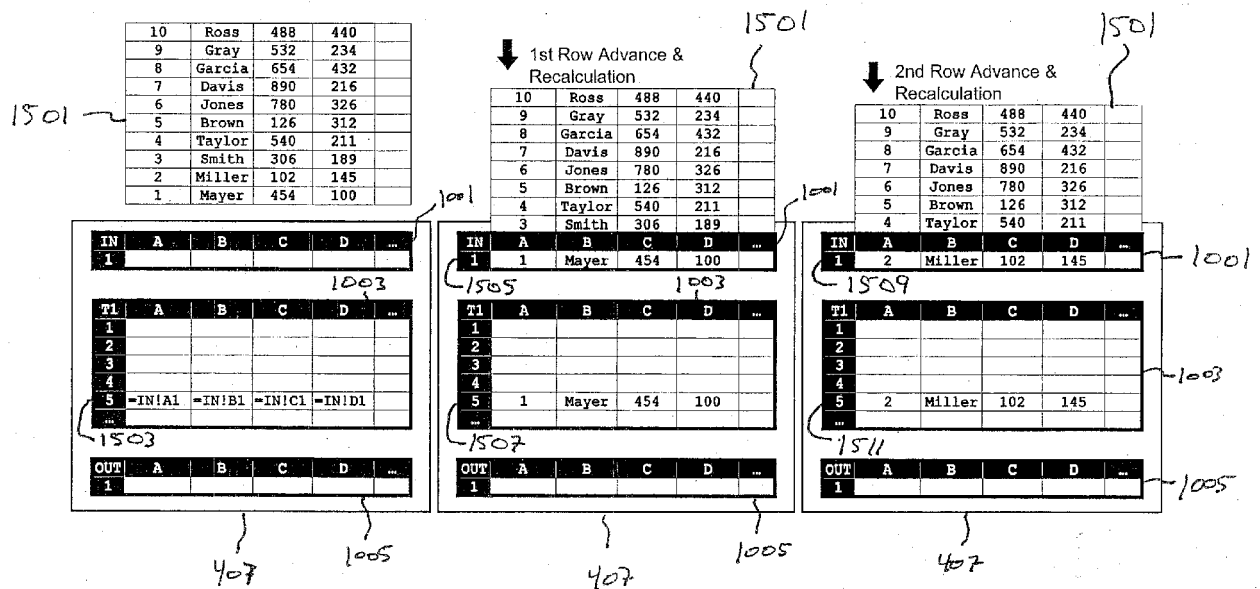 10 Ross 488 440
9 Gray 532 234
8 Garcia 654 432
7 Davis 890 216
6 Jones 780 326
5 Brown 126 312
4 Taylor 540 211
3 Smith 306 189
2 Miller 102 145
1 Mayer 454 100
1501
IN A B C D ...
1
1001
1003
T1 A B C D ...
1
2
3
4
5 =IN!A1 =IN!B1 =IN!C1 =IN!D1
...
1503
OUT A B C D ...
1
1005
407
1st Row Advance &
Recalculation
1501
10 Ross 488 440
9 Gray 532 234
8 Garcia 654 432
7 Davis 890 216
6 Jones 780 326
5 Brown 126 312
4 Taylor 540 211
3 Smith 306 189
1001
IN A B C D ...
1 1 Mayer 454 100
1505
1003
T1 A B C D ...
1
2
3
4
5 1 Mayer 454 100
...
1507
OUT A B C D ...
1
1005
407
2nd Row Advance &
Recalculation
1501
10 Ross 488 440
9 Gray 532 234
8 Garcia 654 432
7 Davis 890 216
6 Jones 780 326
5 Brown 126 312
4 Taylor 540 211
IN A B C D ...
1 2 Miller 102 145
1001
1509
T1 A B C D ...
1
2
3
4
5 2 Miller 102 145
...
1003
1511
OUT A B C D ...
1
1005
407